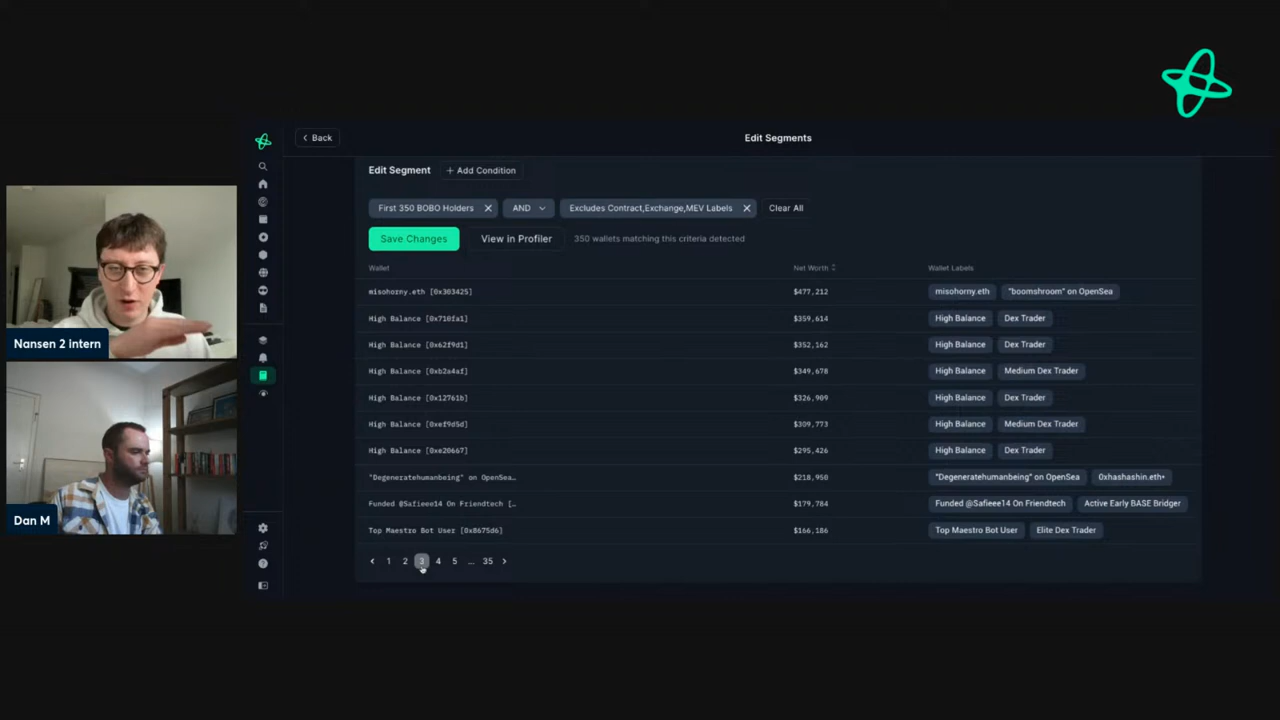 Back
Edit Segments
Edit Segment + Add Condition
First 350 BOBO Holders AND Excludes Contract,Exchange,MEV Labels Clear All
Save Changes View in Profiler 350 wallets matching this criteria detected
Wallet Net Worth Wallet Labels
misohorny.eth [0x303425] $477,212 misohorny.eth "boomshroom" on OpenSea
High Balance [0x710fa1] $359,614 High Balance Dex Trader
High Balance [0x62f9d1] $352,162 High Balance Dex Trader
High Balance [0xb2a4af] $349,678 High Balance Medium Dex Trader
High Balance [0x12761b] $326,909 High Balance Dex Trader
High Balance [0xef9d5d] $309,773 High Balance Medium Dex Trader
High Balance [0xe20667] $295,426 High Balance Dex Trader
"Degeneratehumanbeing" on OpenSea… $218,950 "Degeneratehumanbeing" on OpenSea 0xhashashin.eth+
Funded @Safieee14 On Friendtech [… $179,784 Funded @Safieee14 On Friendtech Active Early BASE Bridger
Top Maestro Bot User [0x8675d6] $166,186 Top Maestro Bot User Elite Dex Trader
1 2 3 4 5 ... 35
Nansen 2 Intern
Dan M